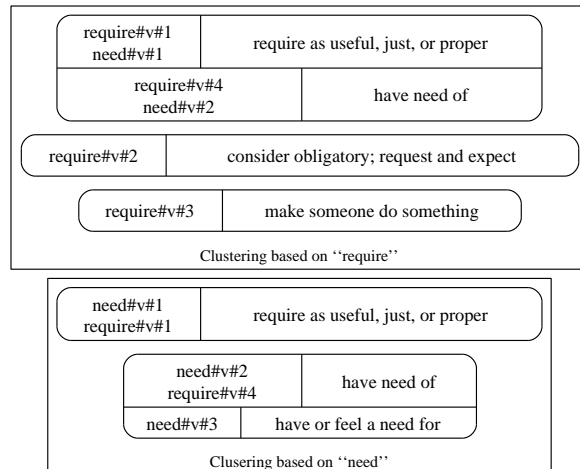 require#v#1
need#v#1
require as useful, just, or proper
require#v#4
need#v#2
have need of
require#v#2
consider obligatory; request and expect
require#v#3
make someone do something
Clustering based on ‘‘require’’
need#v#1
require#v#1
require as useful, just, or proper
need#v#2
require#v#4
have need of
need#v#3
have or feel a need for
Clustering based on ‘‘need’’